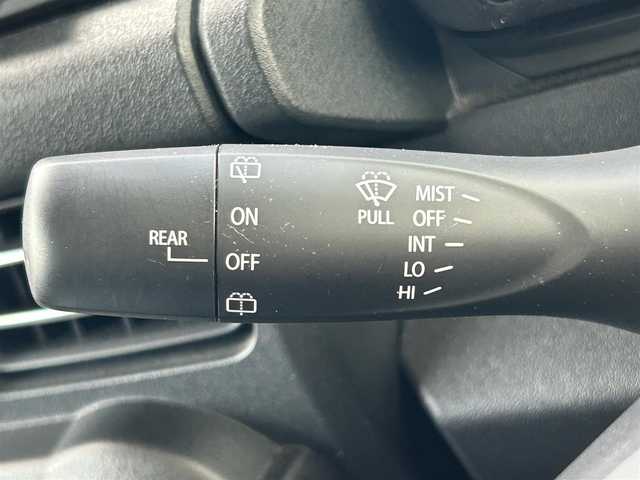 REAR
ON
OFF
PULL
MIST
OFF
INT
LO
HI